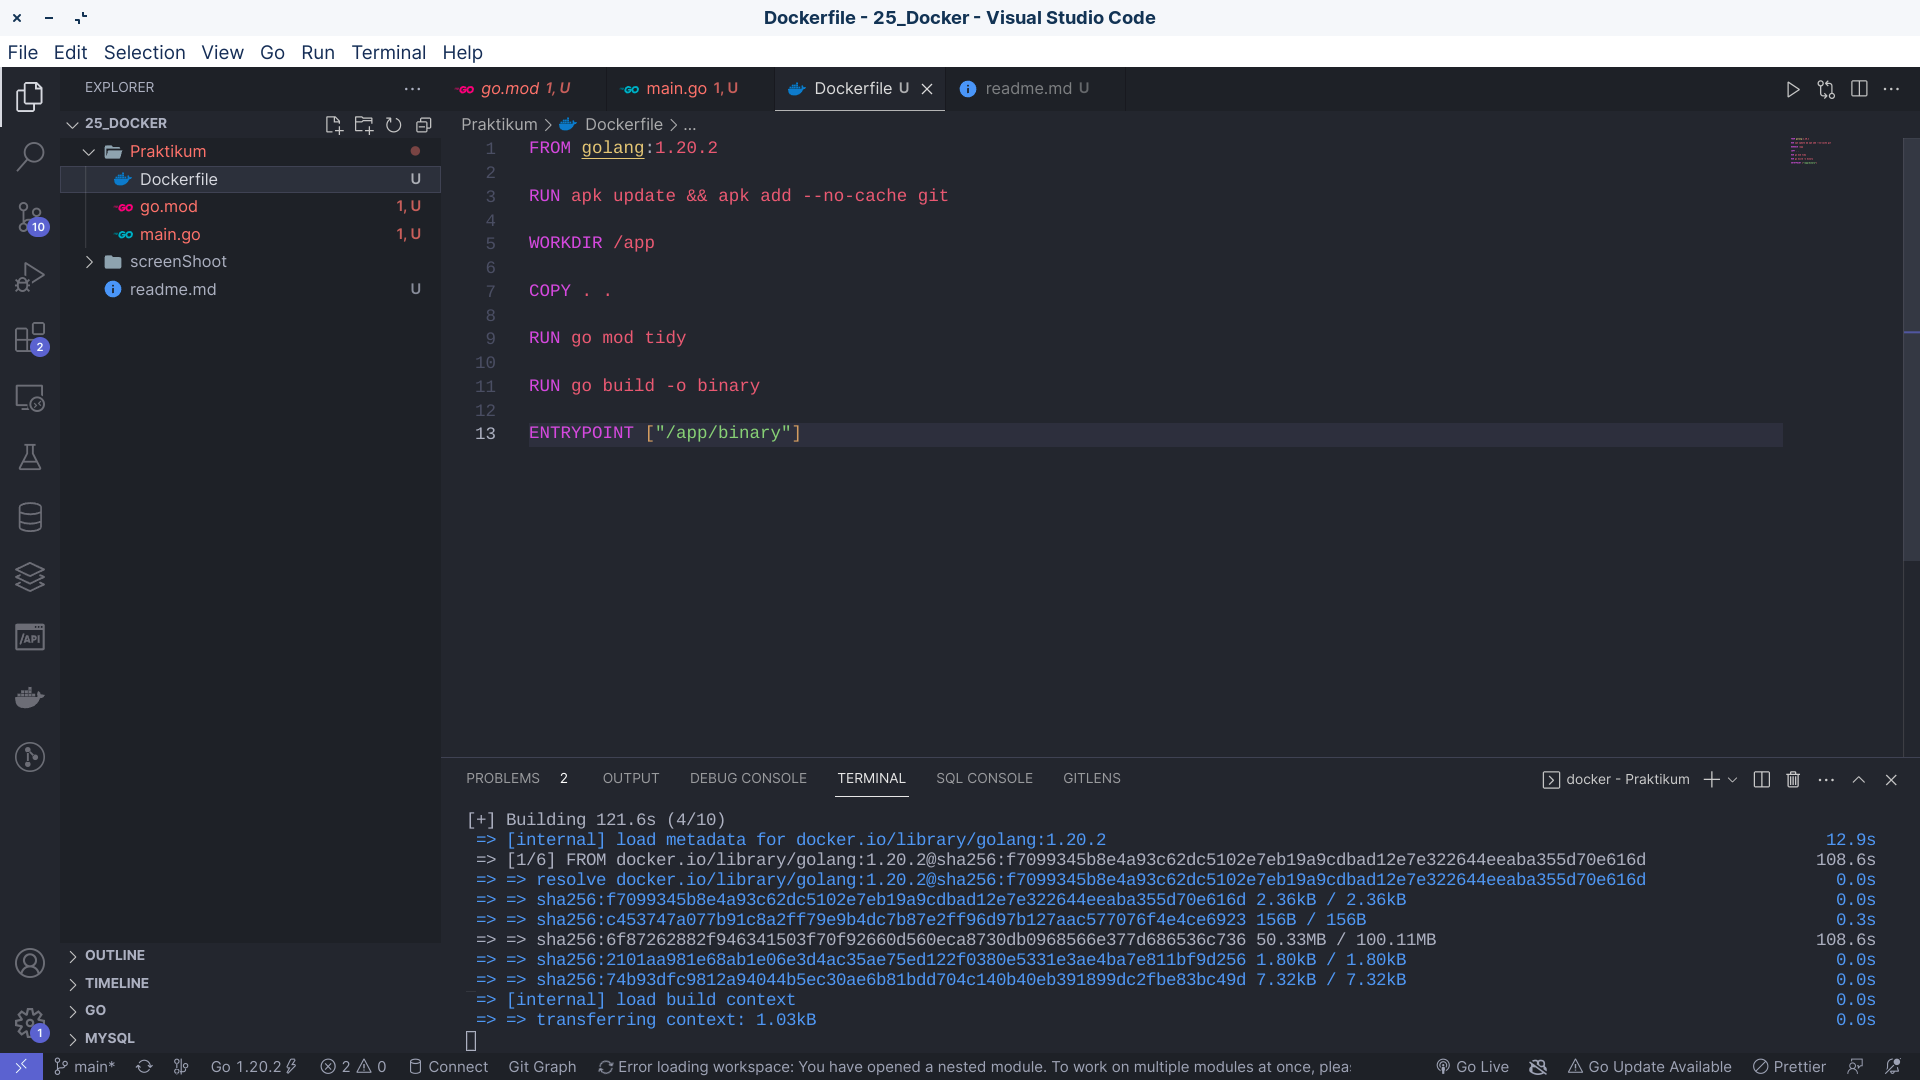 Dockerfile - 25_Docker - Visual Studio Code
File Edit Selection View Go Run Terminal Help
EXPLORER
go.mod 1, U
main.go 1, U
Dockerfile U
readme.md U
25_DOCKER
Praktikum
Dockerfile U
go.mod 1, U
main.go 1, U
screenShoot
readme.md U
10
2
/API
Praktikum > Dockerfile > ...
1 FROM golang:1.20.2
2
3 RUN apk update && apk add --no-cache git
4
5 WORKDIR /app
6
7 COPY . .
8
9 RUN go mod tidy
10
11 RUN go build -o binary
12
13 ENTRYPOINT ["/app/binary"]
PROBLEMS 2 OUTPUT DEBUG CONSOLE TERMINAL SQL CONSOLE GITLENS
docker - Praktikum
[+] Building 121.6s (4/10)
=> [internal] load metadata for docker.io/library/golang:1.20.2 12.9s
=> [1/6] FROM docker.io/library/golang:1.20.2@sha256:f7099345b8e4a93c62dc5102e7eb19a9cdbad12e7e322644eeaba355d70e616d 108.6s
=> => resolve docker.io/library/golang:1.20.2@sha256:f7099345b8e4a93c62dc5102e7eb19a9cdbad12e7e322644eeaba355d70e616d 0.0s
=> => sha256:f7099345b8e4a93c62dc5102e7eb19a9cdbad12e7e322644eeaba355d70e616d 2.36kB / 2.36kB 0.0s
=> => sha256:c453747a077b91c8a2ff79e9b4dc7b87e2ff96d97b127aac577076f4e4ce6923 156B / 156B 0.3s
=> => sha256:6f87262882f946341503f70f92660d560eca8730db0968566e377d686536c736 50.33MB / 100.11MB 108.6s
=> => sha256:2101aa981e68ab1e06e3d4ac35ae75ed122f0380e5331e3ae4ba7e811bf9d256 1.80kB / 1.80kB 0.0s
=> => sha256:74b93dfc9812a94044b5ec30ae6b81bdd704c140b40eb391899dc2fbe83bc49d 7.32kB / 7.32kB 0.0s
=> [internal] load build context 0.0s
=> => transferring context: 1.03kB 0.0s
OUTLINE
TIMELINE
GO
MYSQL
1
main* Go 1.20.2 2 0 Connect Git Graph Error loading workspace: You have opened a nested module. To work on multiple modules at once, plea Go Live Go Update Available Prettier